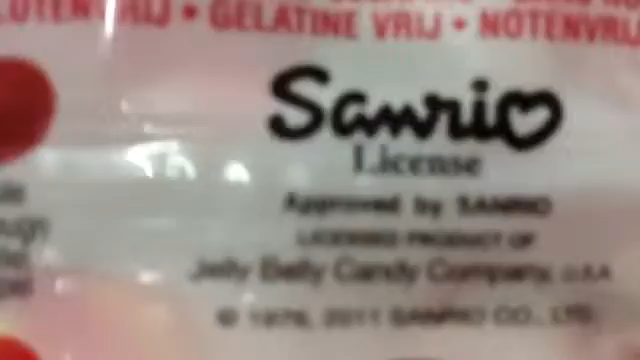 GELATINE VRIJ • NOTENVRIJ
Sanrio
License
Approved by SANRIO
LICENSED PRODUCT OF
Jelly Belly Candy Company, U.S.A
© 1976, 2011 SANRIO CO., LTD.